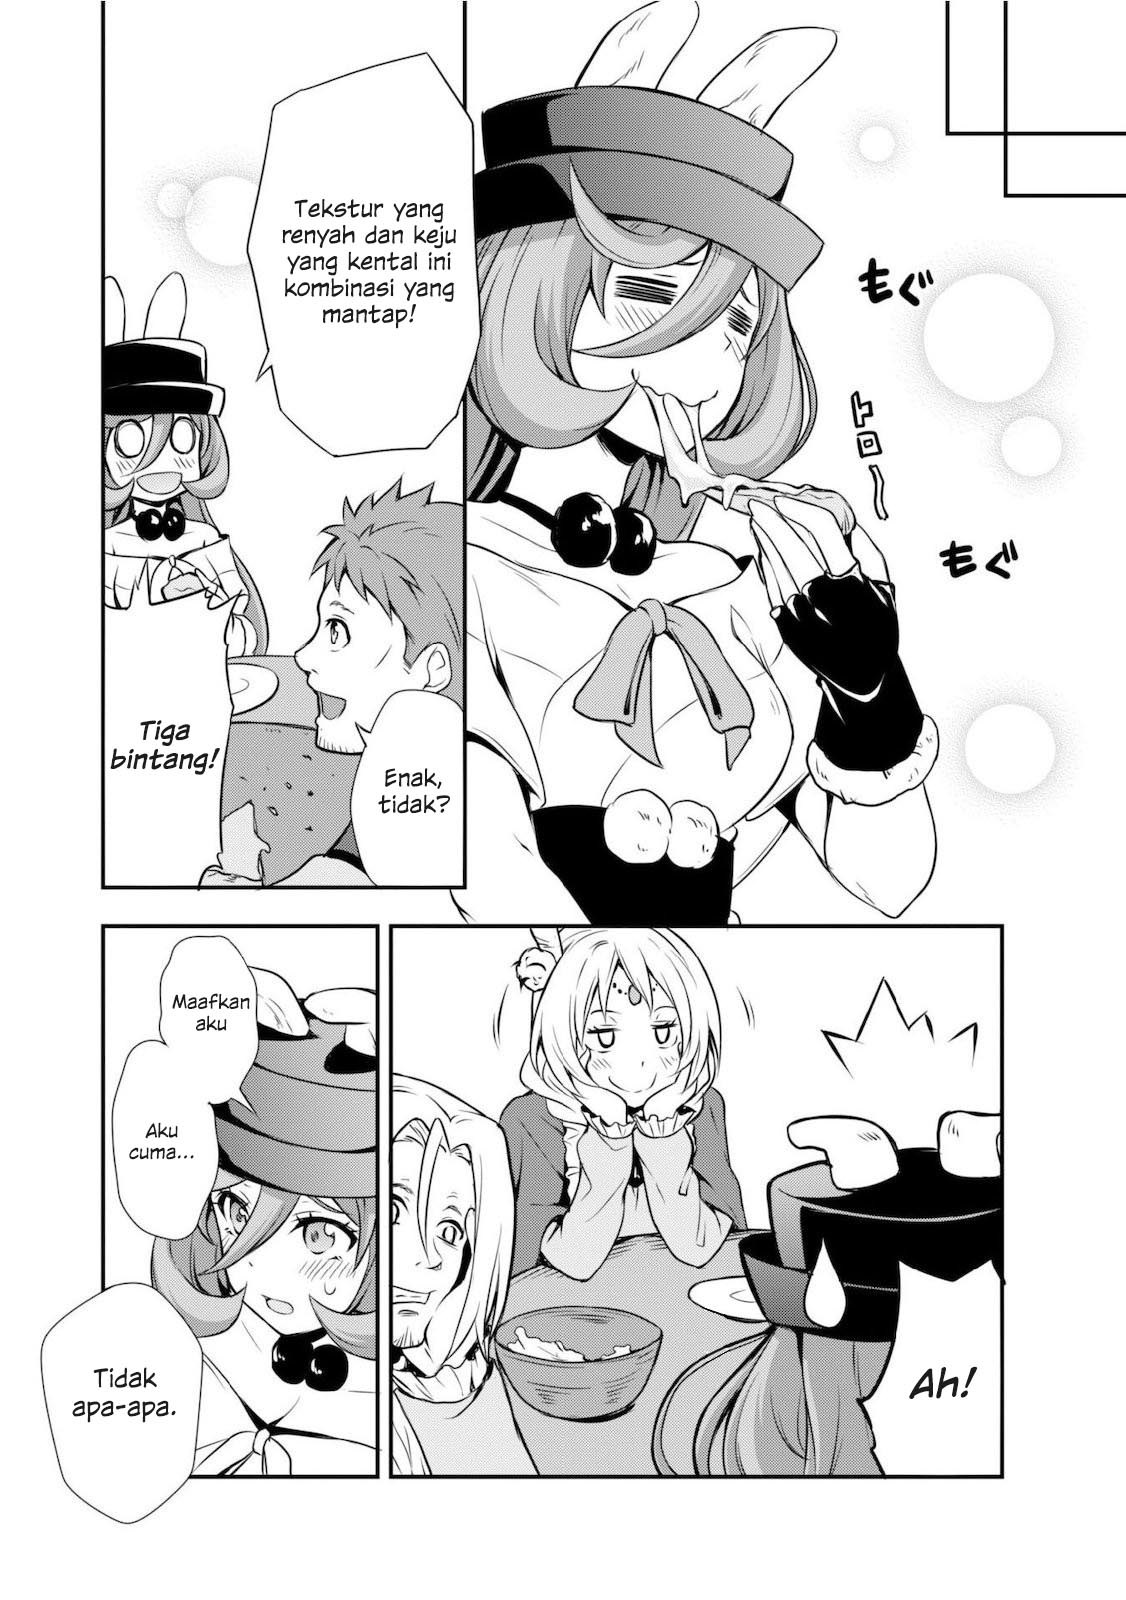 もぐ
トロー
もぐ
Tekstur yang
renyah dan keju
yang kental ini
kombinasi yang
mantap!
Enak,
tidak?
Tiga
bintang!
Ah!
Maafkan
aku
Aku
cuma...
Tidak
apa-apa.